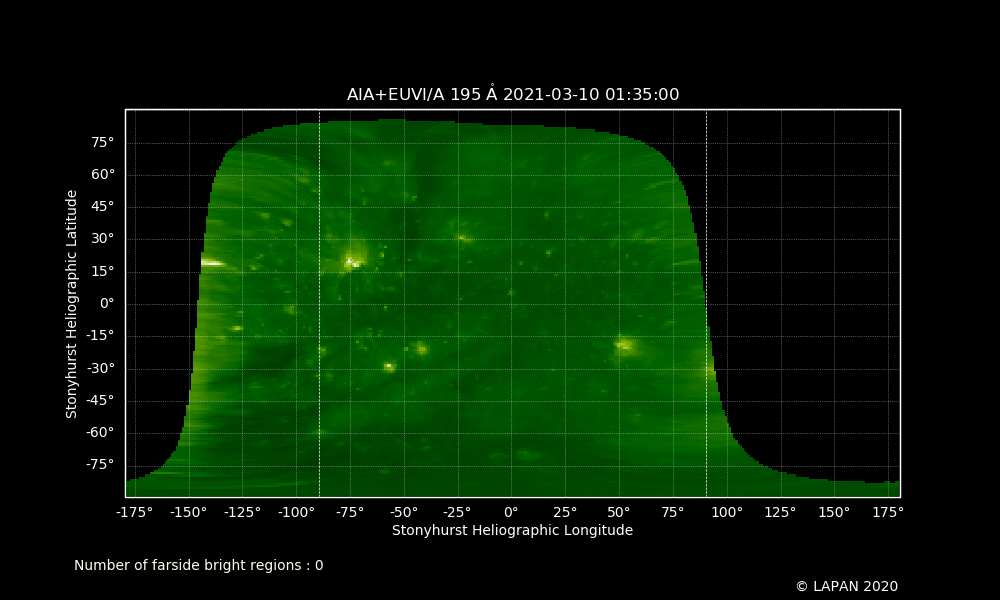 AIA+EUVI/A 195 Å 2021-03-10 01:35:00
75°
60°
45°
30°
15°
0°
-15°
-30°
-45°
-60°
-75°
Stonyhurst Heliographic Latitude
-175° -150° -125° -100° -75° -50° -25° 0° 25° 50° 75° 100° 125° 150° 175°
Stonyhurst Heliographic Longitude
Number of farside bright regions : 0
© LAPAN 2020